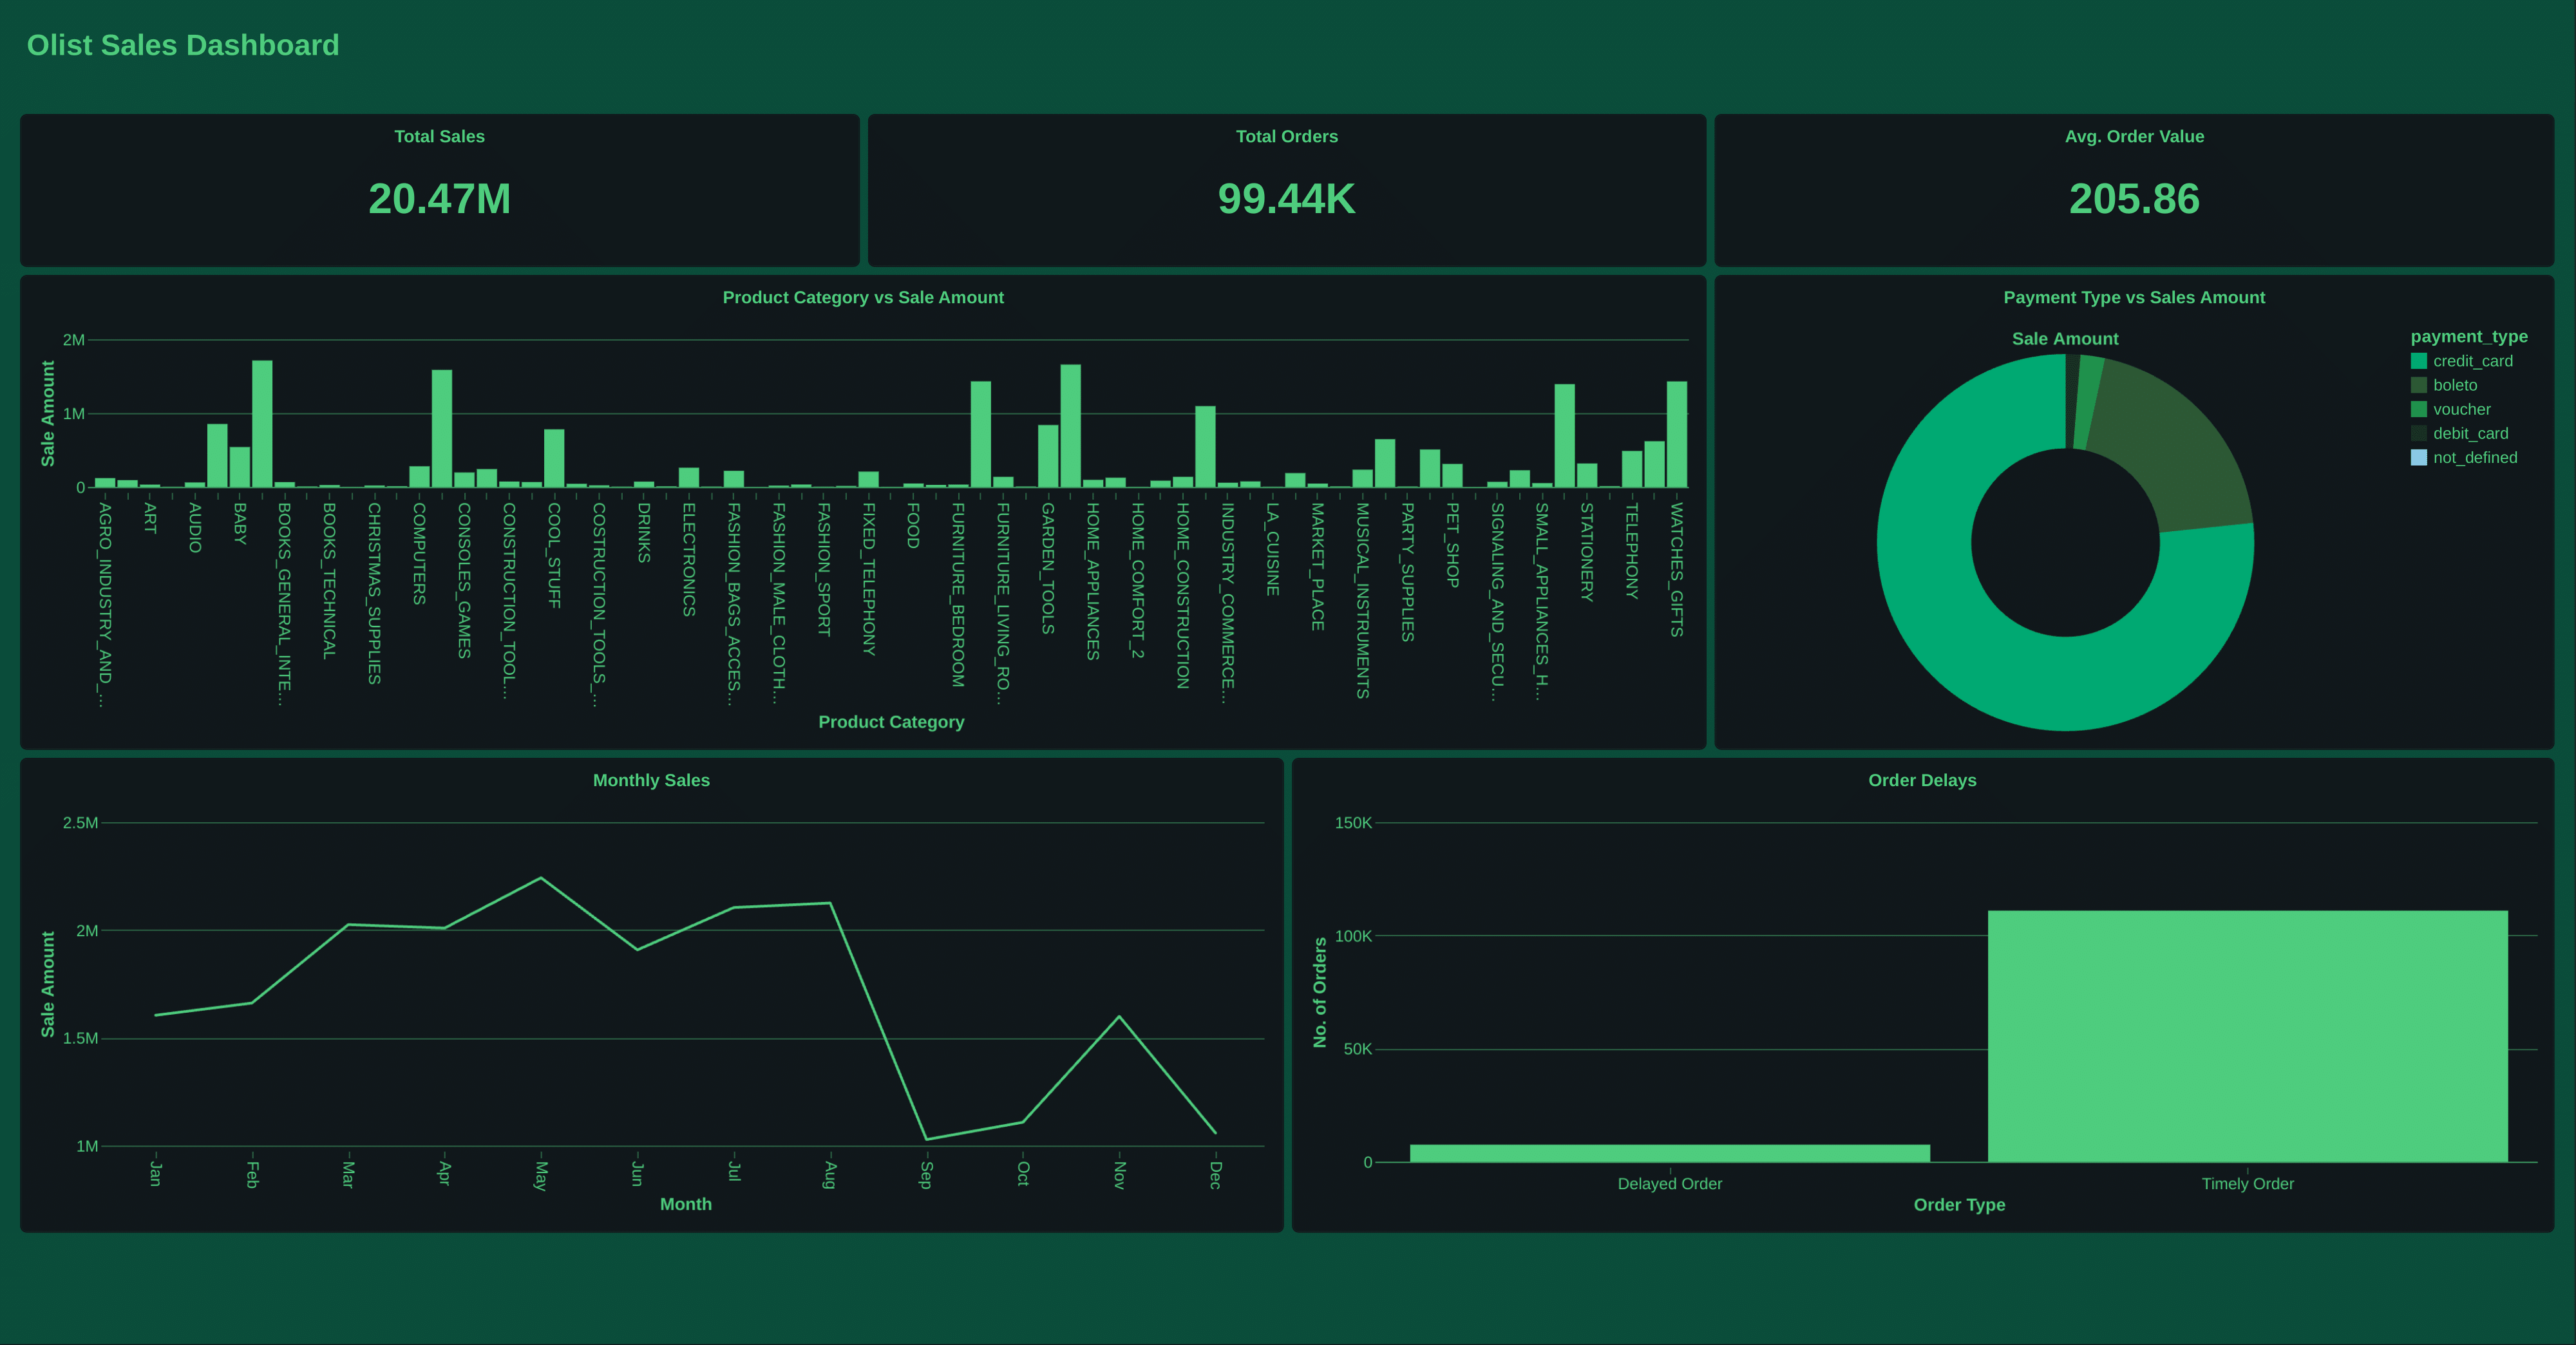 Olist Sales Dashboard
Total Sales
20.47M
Total Orders
99.44K
Avg. Order Value
205.86
Product Category vs Sale Amount
Sale Amount
2M
1M
0
AGRO_INDUSTRY_AND_...
ART
AUDIO
BABY
BOOKS_GENERAL_INTE...
BOOKS_TECHNICAL
CHRISTMAS_SUPPLIES
COMPUTERS
CONSOLES_GAMES
CONSTRUCTION_TOOL...
COOL_STUFF
COSTRUCTION_TOOLS_...
DRINKS
ELECTRONICS
FASHION_BAGS_ACCES...
FASHION_MALE_CLOTH...
FASHION_SPORT
FIXED_TELEPHONY
FOOD
FURNITURE_BEDROOM
FURNITURE_LIVING_RO...
GARDEN_TOOLS
HOME_APPLIANCES
HOME_COMFORT_2
HOME_CONSTRUCTION
INDUSTRY_COMMERCE...
LA_CUISINE
MARKET_PLACE
MUSICAL_INSTRUMENTS
PARTY_SUPPLIES
PET_SHOP
SIGNALING_AND_SECU...
SMALL_APPLIANCES_H...
STATIONERY
TELEPHONY
WATCHES_GIFTS
Product Category
Payment Type vs Sales Amount
Sale Amount
payment_type
credit_card
boleto
voucher
debit_card
not_defined
Monthly Sales
Sale Amount
2.5M
2M
1.5M
1M
Jan
Feb
Mar
Apr
May
Jun
Jul
Aug
Sep
Oct
Nov
Dec
Month
Order Delays
No. of Orders
150K
100K
50K
0
Delayed Order
Timely Order
Order Type